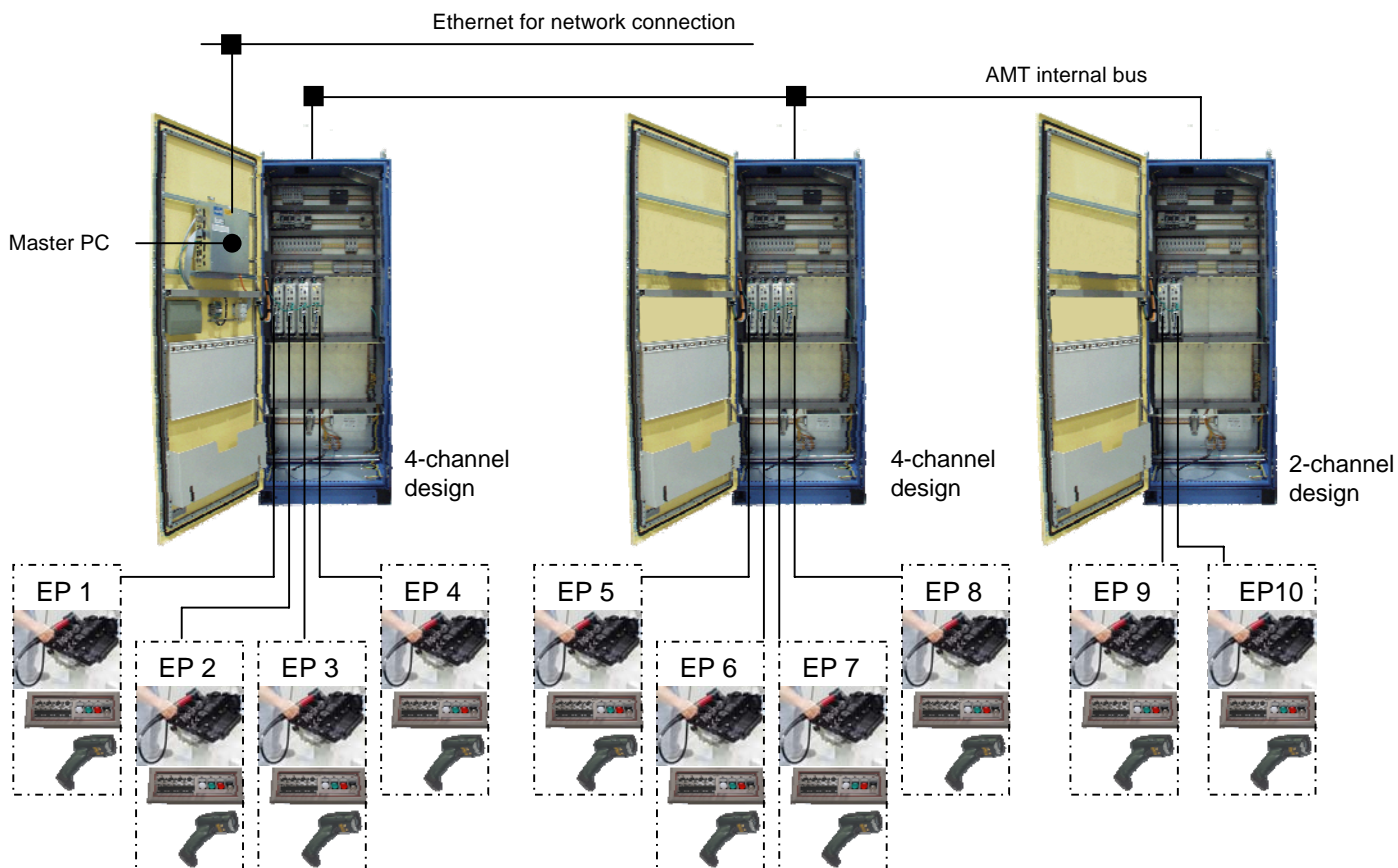 Ethernet for network connection
AMT internal bus
Master PC
4-channel
design
4-channel
design
2-channel
design
EP 1
EP 4
EP 5
EP 8
EP 9
EP10
EP 2
EP 3
EP 6
EP 7